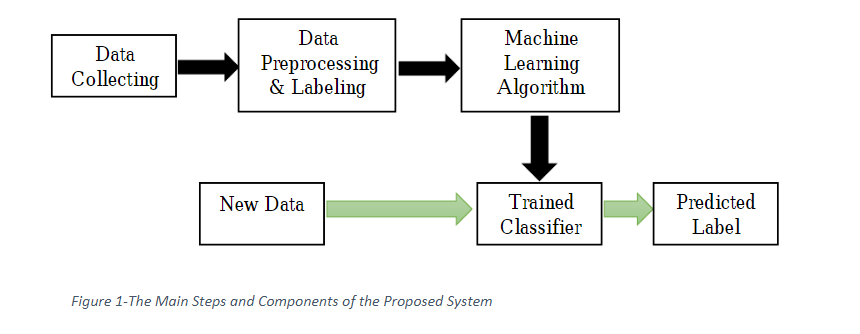 Data
Collecting
Data
Preprocessing
& Labeling
Machine
Learning
Algorithm
New Data
Trained
Classifier
Predicted
Label
Figure 1-The Main Steps and Components of the Proposed System